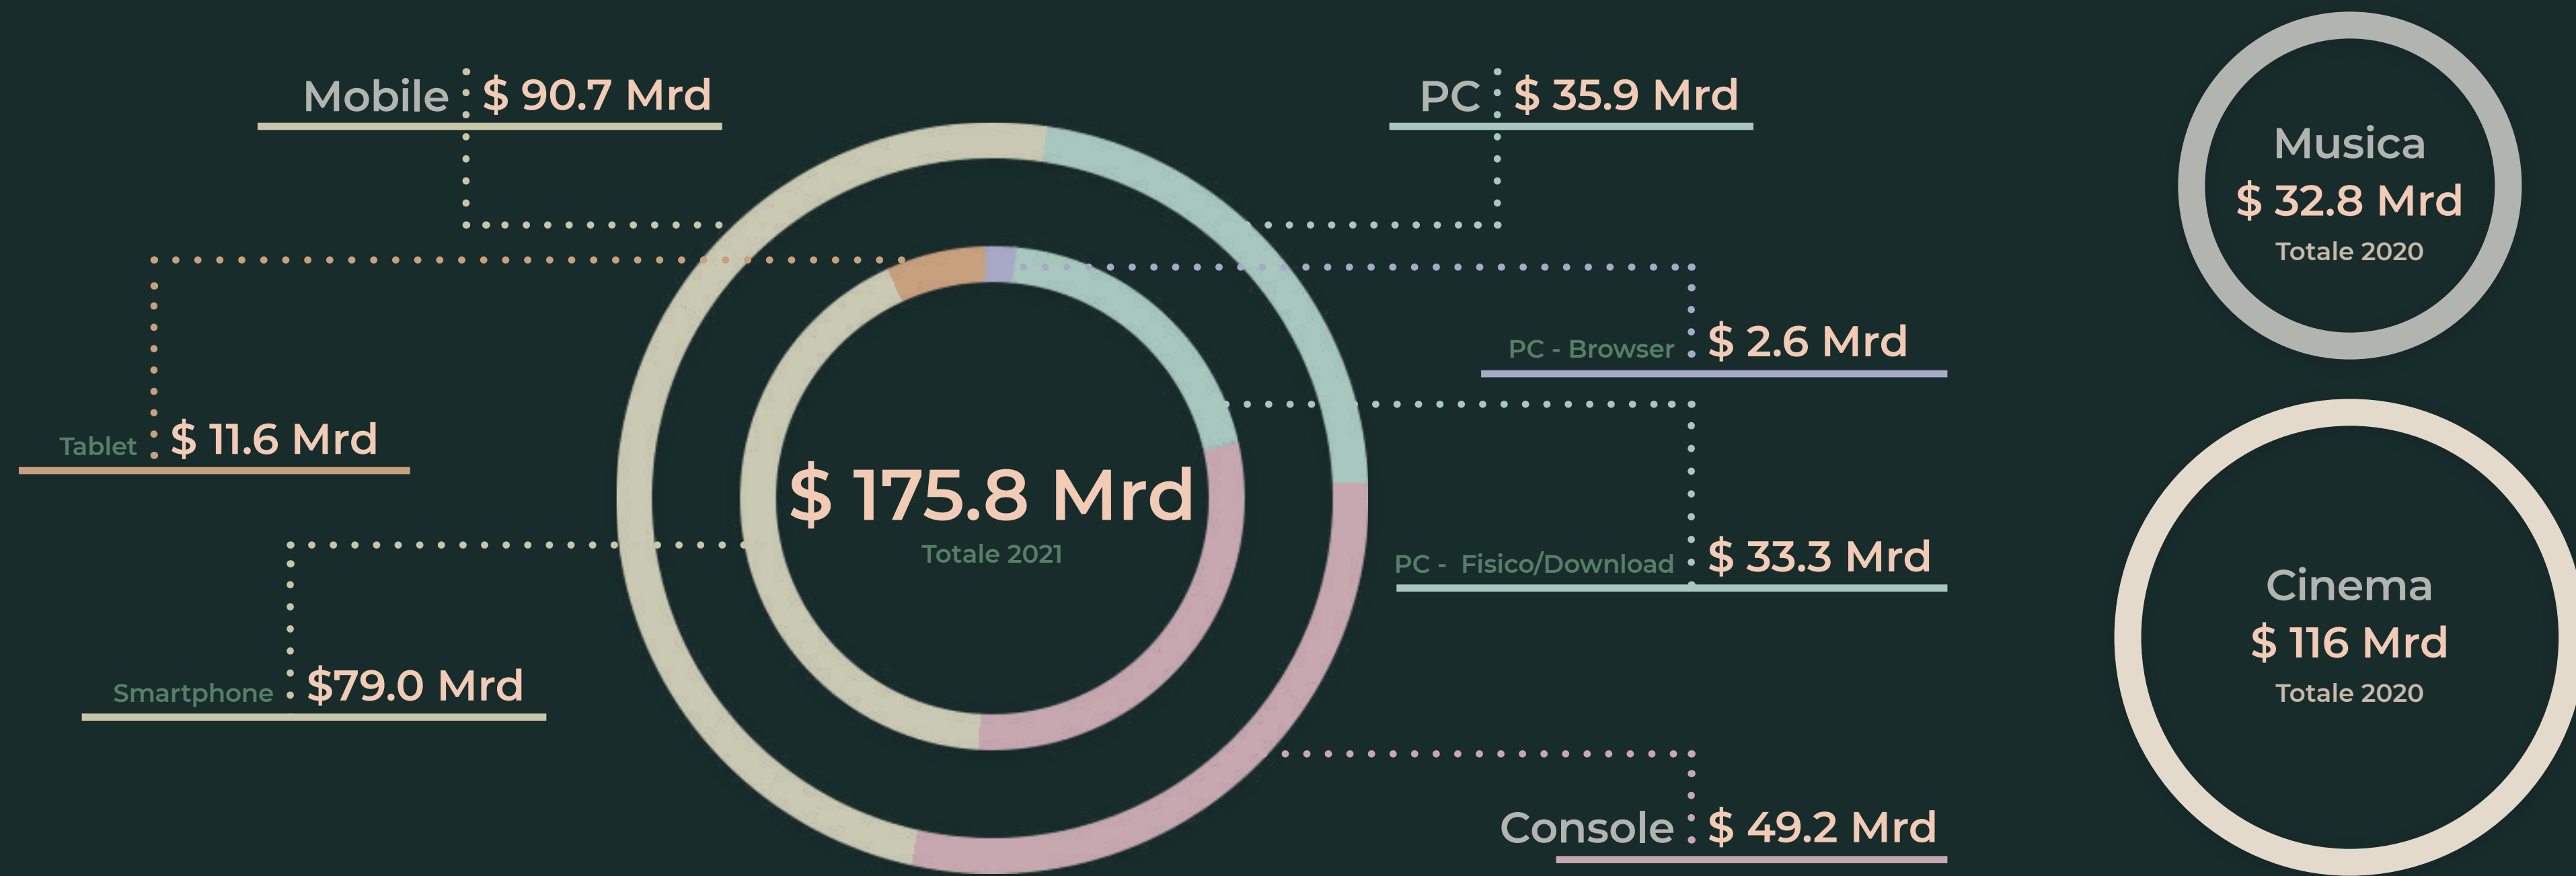 Mobile $ 90.7 Mrd
PC $ 35.9 Mrd
Tablet $ 11.6 Mrd
Smartphone $79.0 Mrd
$ 175.8 Mrd
Totale 2021
PC - Browser $ 2.6 Mrd
PC - Fisico/Download $ 33.3 Mrd
Console $ 49.2 Mrd
Musica
$ 32.8 Mrd
Totale 2020
Cinema
$ 116 Mrd
Totale 2020